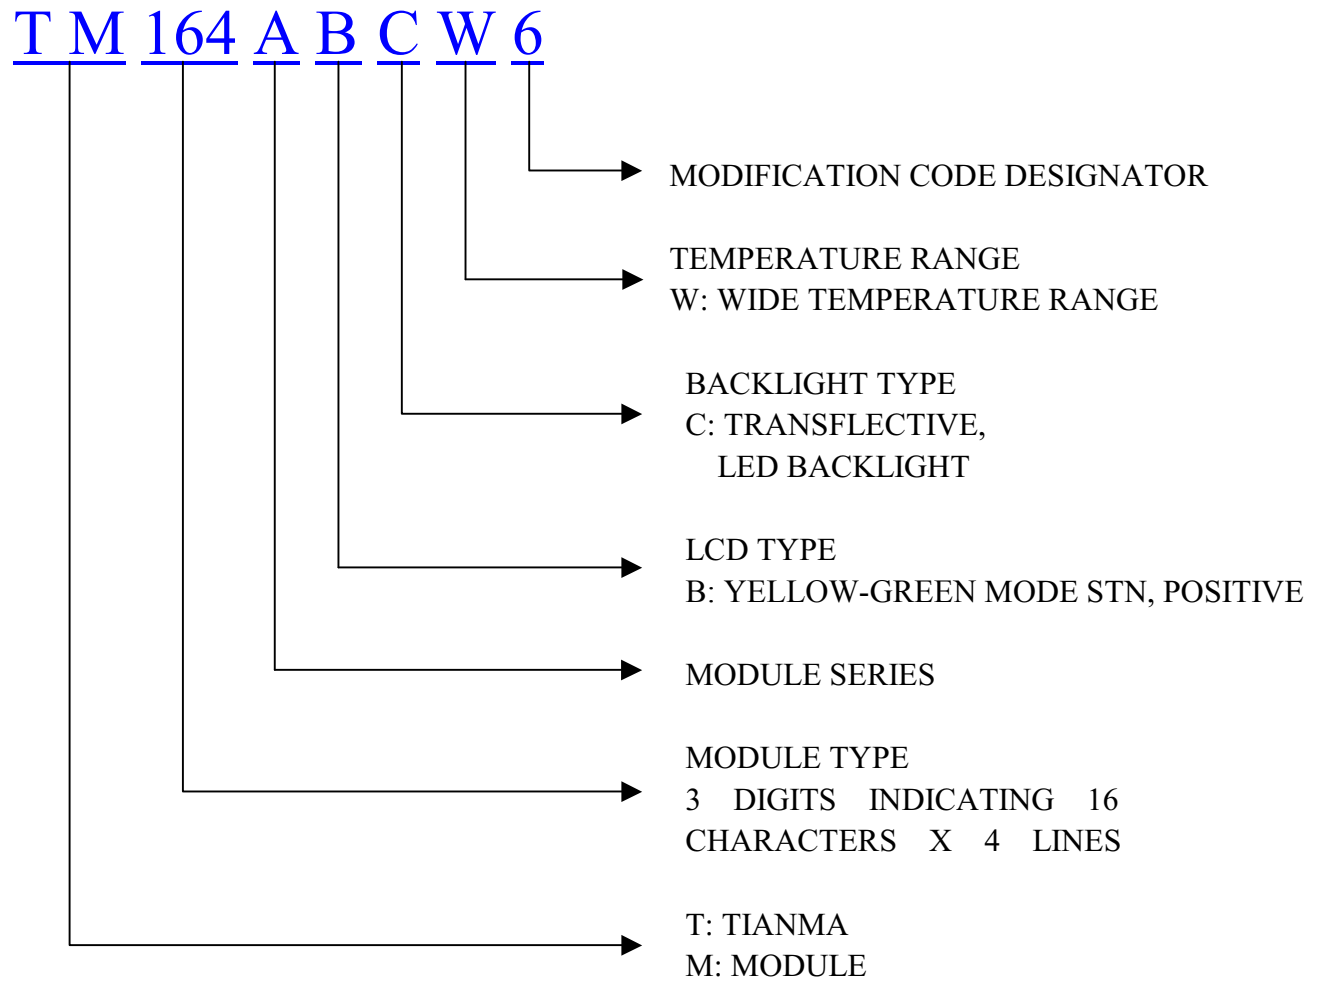 T M 164 A B C W 6
MODIFICATION CODE DESIGNATOR
TEMPERATURE RANGE
W: WIDE TEMPERATURE RANGE
BACKLIGHT TYPE
C: TRANSFLECTIVE,
LED BACKLIGHT
LCD TYPE
B: YELLOW-GREEN MODE STN, POSITIVE
MODULE SERIES
MODULE TYPE
3 DIGITS INDICATING 16
CHARACTERS X 4 LINES
T: TIANMA
M: MODULE